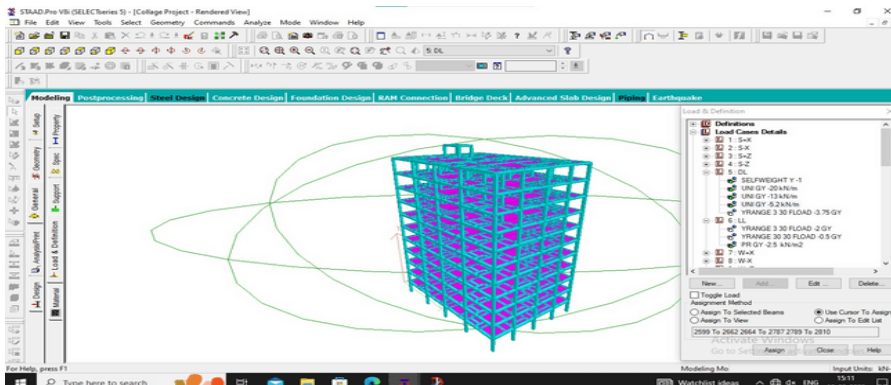 STAAD.Pro V8i (SELECTseries 5) - [Collage Project - Rendered View]
File Edit View Tools Select Geometry Commands Analyze Mode Window Help
5: DL
Modeling Postprocessing Steel Design Concrete Design Foundation Design RAM Connection Bridge Deck Advanced Slab Design Piping Earthquake
Setup
Geometry
General
Analysis/Print
Design
Property
Spec
Support
Load & Definition
Material
Load & Definition
Definitions
Load Cases Details
1 : S+X
2 : S-X
3 : S+Z
4 : S-Z
5 : DL
SELFWEIGHT Y -1
UNI GY -20 kN/m
UNI GY -13 kN/m
UNI GY -5.2 kN/m
YRANGE 3 30 FLOAD -3.75 GY
6 : LL
YRANGE 3 30 FLOAD -2 GY
YRANGE 30 30 FLOAD -0.5 GY
PR GY -2.5 kN/m2
7 : W+X
8 : W-X
New... Add... Edit... Delete...
Toggle Load
Assignment Method
Assign To Selected Beams Use Cursor To Assign
Assign To View Assign To Edit List
2599 To 2662 2664 To 2787 2789 To 2810
Activate Windows
Go to
Assign Close Help
For Help, press F1
Modeling Mo
Input Units:
Type here to search
Watchlist ideas
ENG
15:11